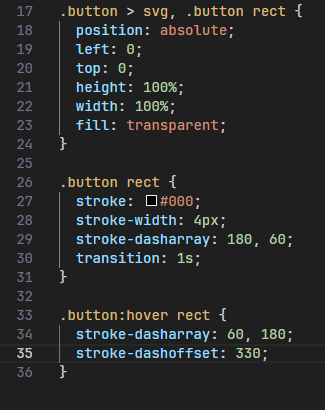 17 .button > svg, .button rect {
18   position: absolute;
19   left: 0;
20   top: 0;
21   height: 100%;
22   width: 100%;
23   fill: transparent;
24 }
25
26 .button rect {
27   stroke: #000;
28   stroke-width: 4px;
29   stroke-dasharray: 180, 60;
30   transition: 1s;
31 }
32
33 .button:hover rect {
34   stroke-dasharray: 60, 180;
35   stroke-dashoffset: 330;
36 }